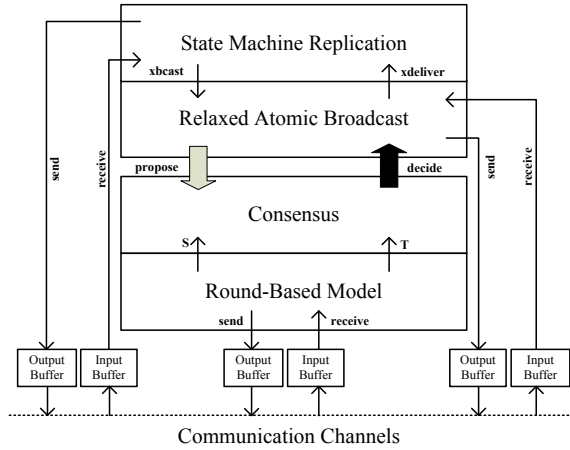 State Machine Replication
xbcast
xdeliver
Relaxed Atomic Broadcast
send
receive
send
receive
propose
decide
Consensus
S
T
Round-Based Model
send
receive
Output
Buffer
Input
Buffer
Output
Buffer
Input
Buffer
Output
Buffer
Input
Buffer
Communication Channels